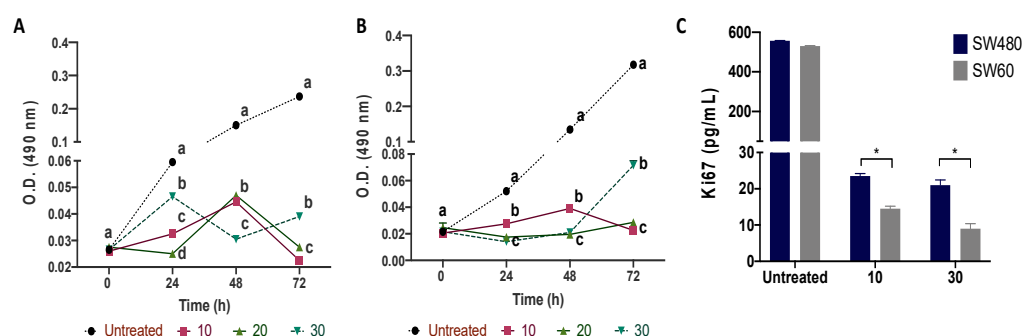 A
O.D. (490 nm)
0.4
0.3
0.2
0.1
0.06
0.05
0.04
0.03
0.02
a
a
a
a
b
c
d
b
c
b
c
0
24
48
72
Time (h)
Untreated
10
20
30
B
O.D. (490 nm)
0.4
0.3
0.2
0.1
0.08
0.06
0.04
0.02
0.00
a
a
a
a
b
c
b
c
b
c
0
24
48
72
Time (h)
Untreated
10
20
30
C
SW480
SW60
Ki67 (pg/mL)
600
400
200
30
20
10
0
*
*
Untreated
10
30